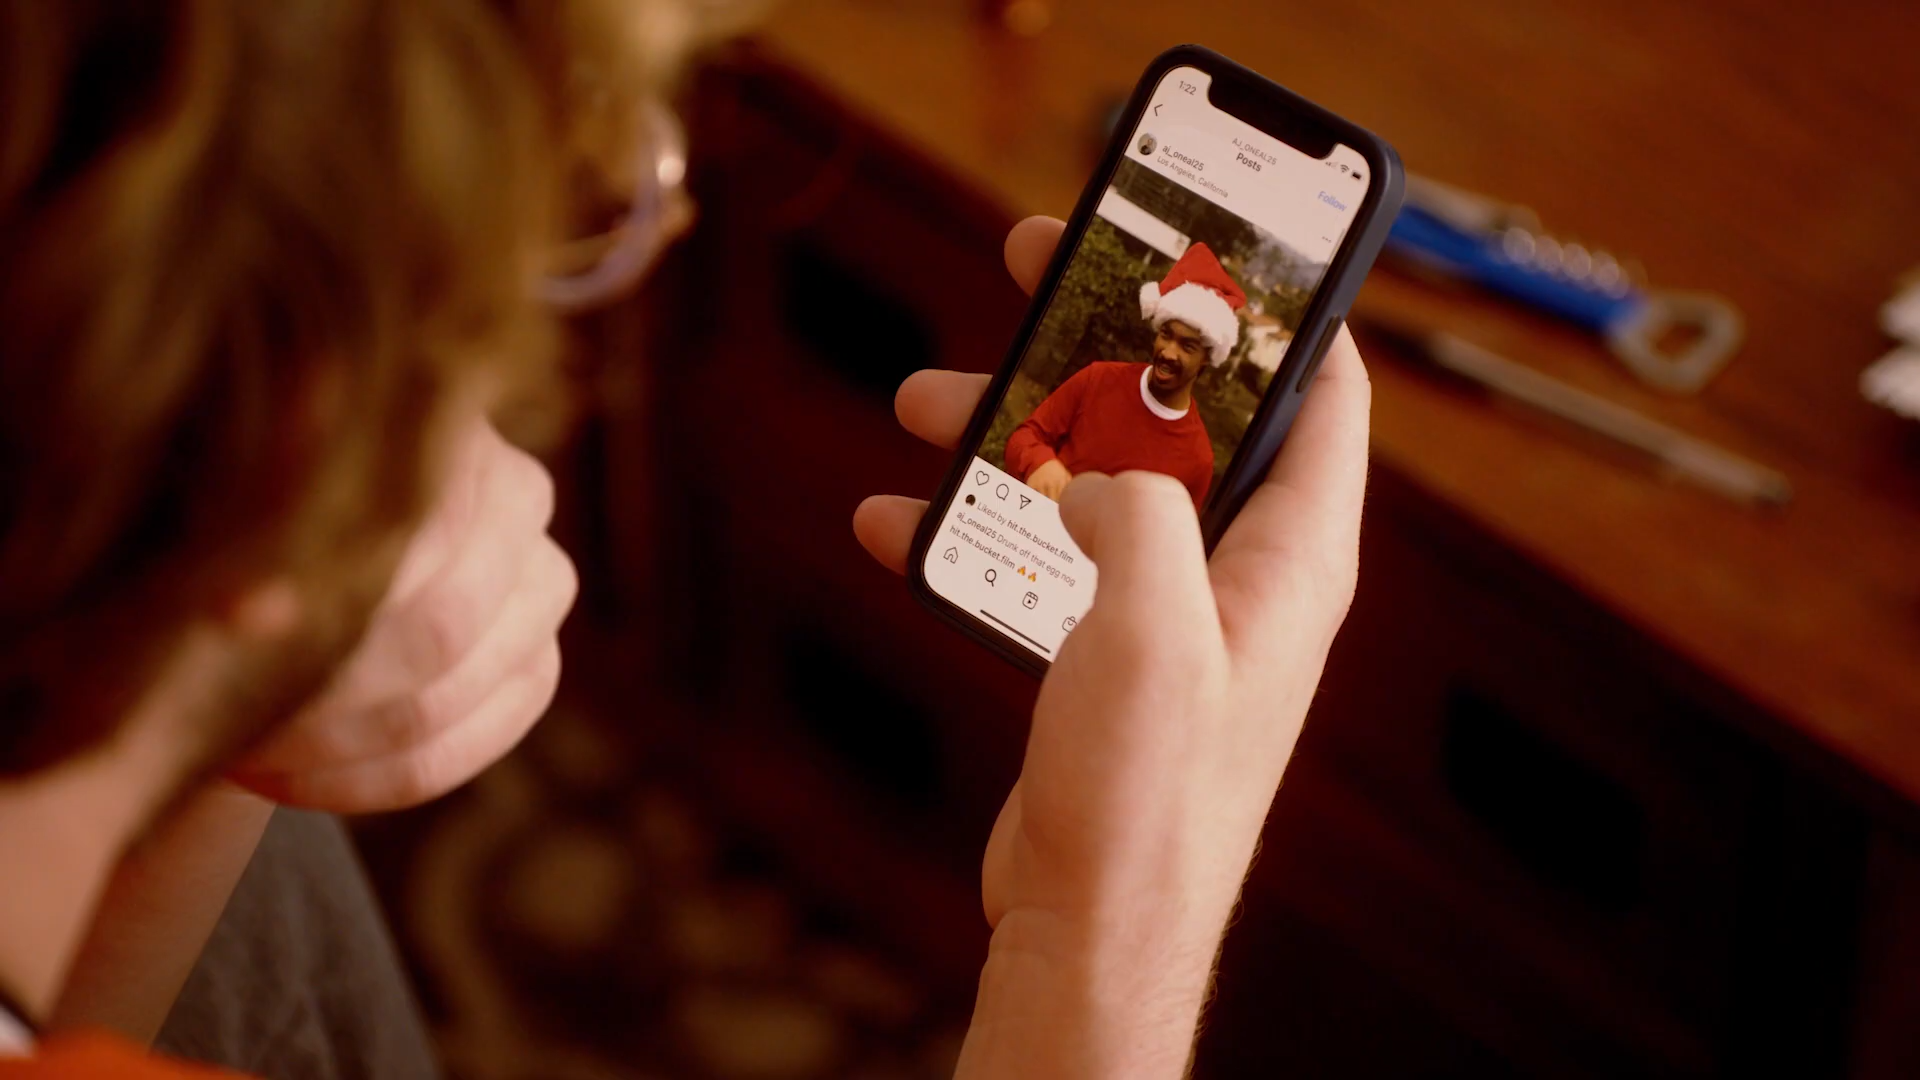 1:22
AJ_ONEAL25
Posts
aj_oneal25
Los Angeles, California
Follow
Liked by hit.the.bucket.film
aj_oneal25 Drunk off that egg nog
hit.the.bucket.film 🔥🔥